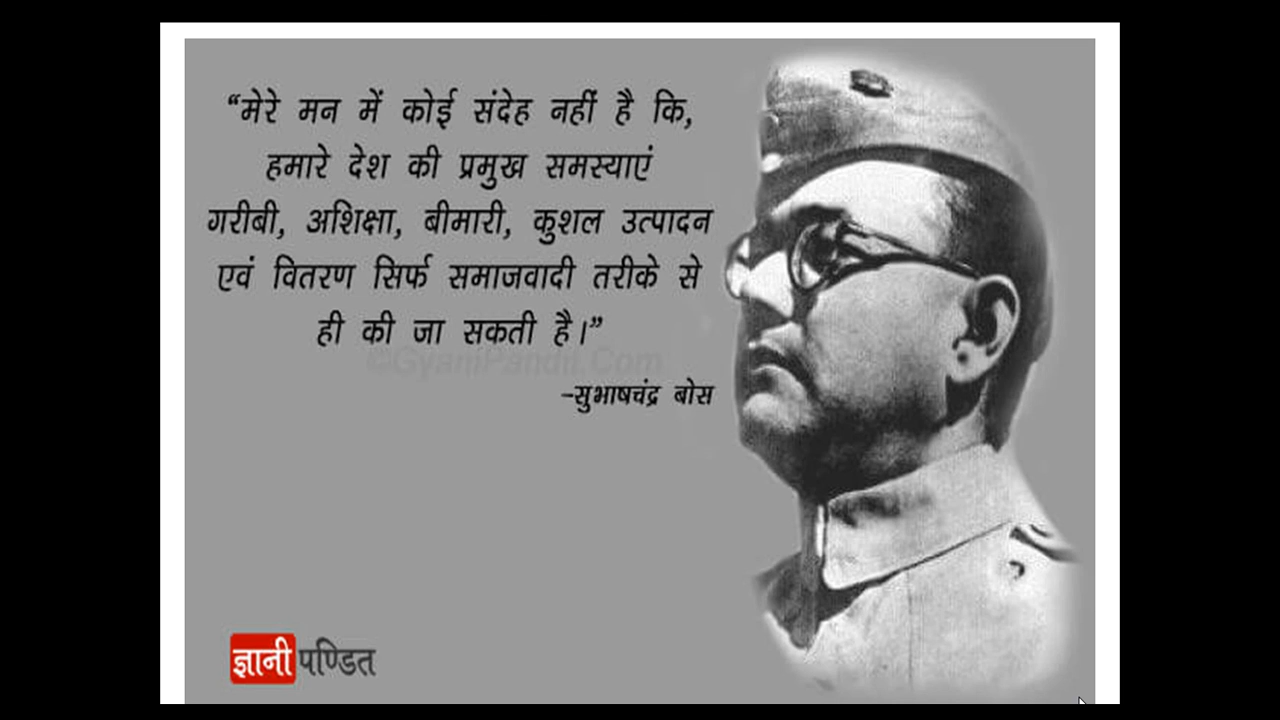 “मेरे मन में कोई संदेह नहीं है कि,
हमारे देश की प्रमुख समस्याएं
गरीबी, अशिक्षा, बीमारी, कुशल उत्पादन
एवं वितरण सिर्फ समाजवादी तरीके से
ही की जा सकती है।”
©GyaniPandit.Com
-सुभाषचंद्र बोस
ज्ञानी पण्डित